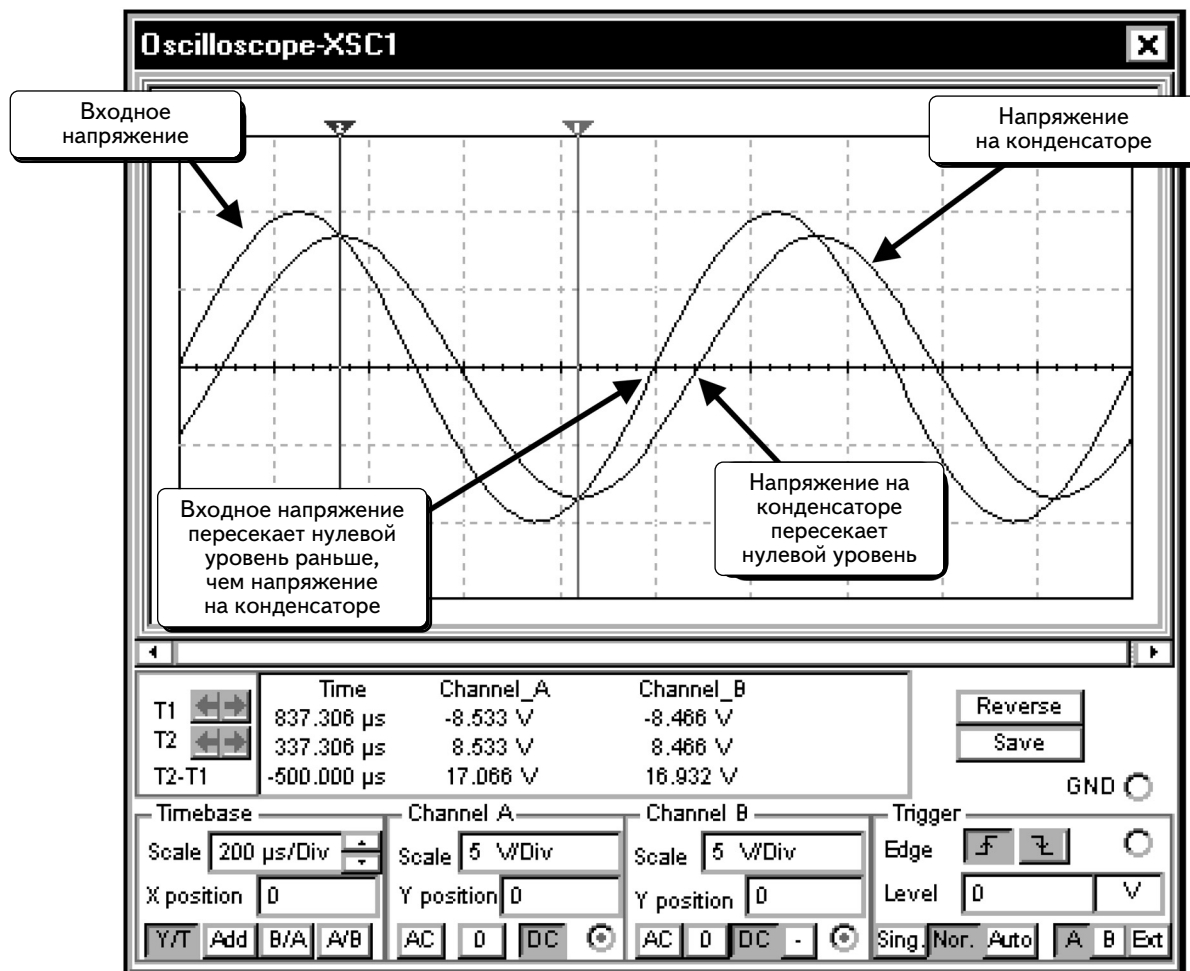 Oscilloscope-XSC1
Входное
напряжение
Напряжение
на конденсаторе
2
1
Входное напряжение
пересекает нулевой
уровень раньше,
чем напряжение
на конденсаторе
Напряжение на
конденсаторе
пересекает
нулевой уровень
Time Channel_A Channel_B
T1 837.306 µs -8.533 V -8.466 V
T2 337.306 µs 8.533 V 8.466 V
T2-T1 -500.000 µs 17.066 V 16.932 V
Reverse
Save
GND
Timebase
Scale 200 µs/Div
X position 0
Y/T Add B/A A/B
Channel A
Scale 5 V/Div
Y position 0
AC 0 DC
Channel B
Scale 5 V/Div
Y position 0
AC 0 DC -
Trigger
Edge
Level 0 V
Sing. Nor. Auto A B Ext